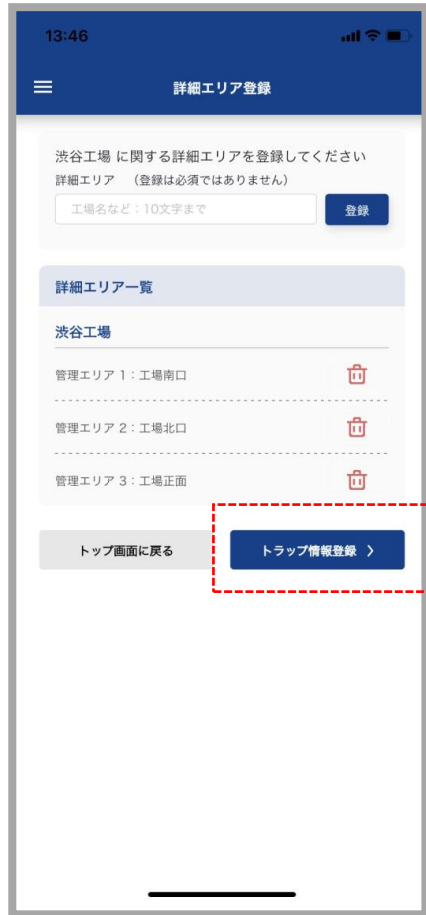 13:46
詳細エリア登録
渋谷工場 に関する詳細エリアを登録してください
詳細エリア （登録は必須ではありません）
工場名など：10文字まで
登録
詳細エリア一覧
渋谷工場
管理エリア 1：工場南口
管理エリア 2：工場北口
管理エリア 3：工場正面
トップ画面に戻る
トラップ情報登録 〉